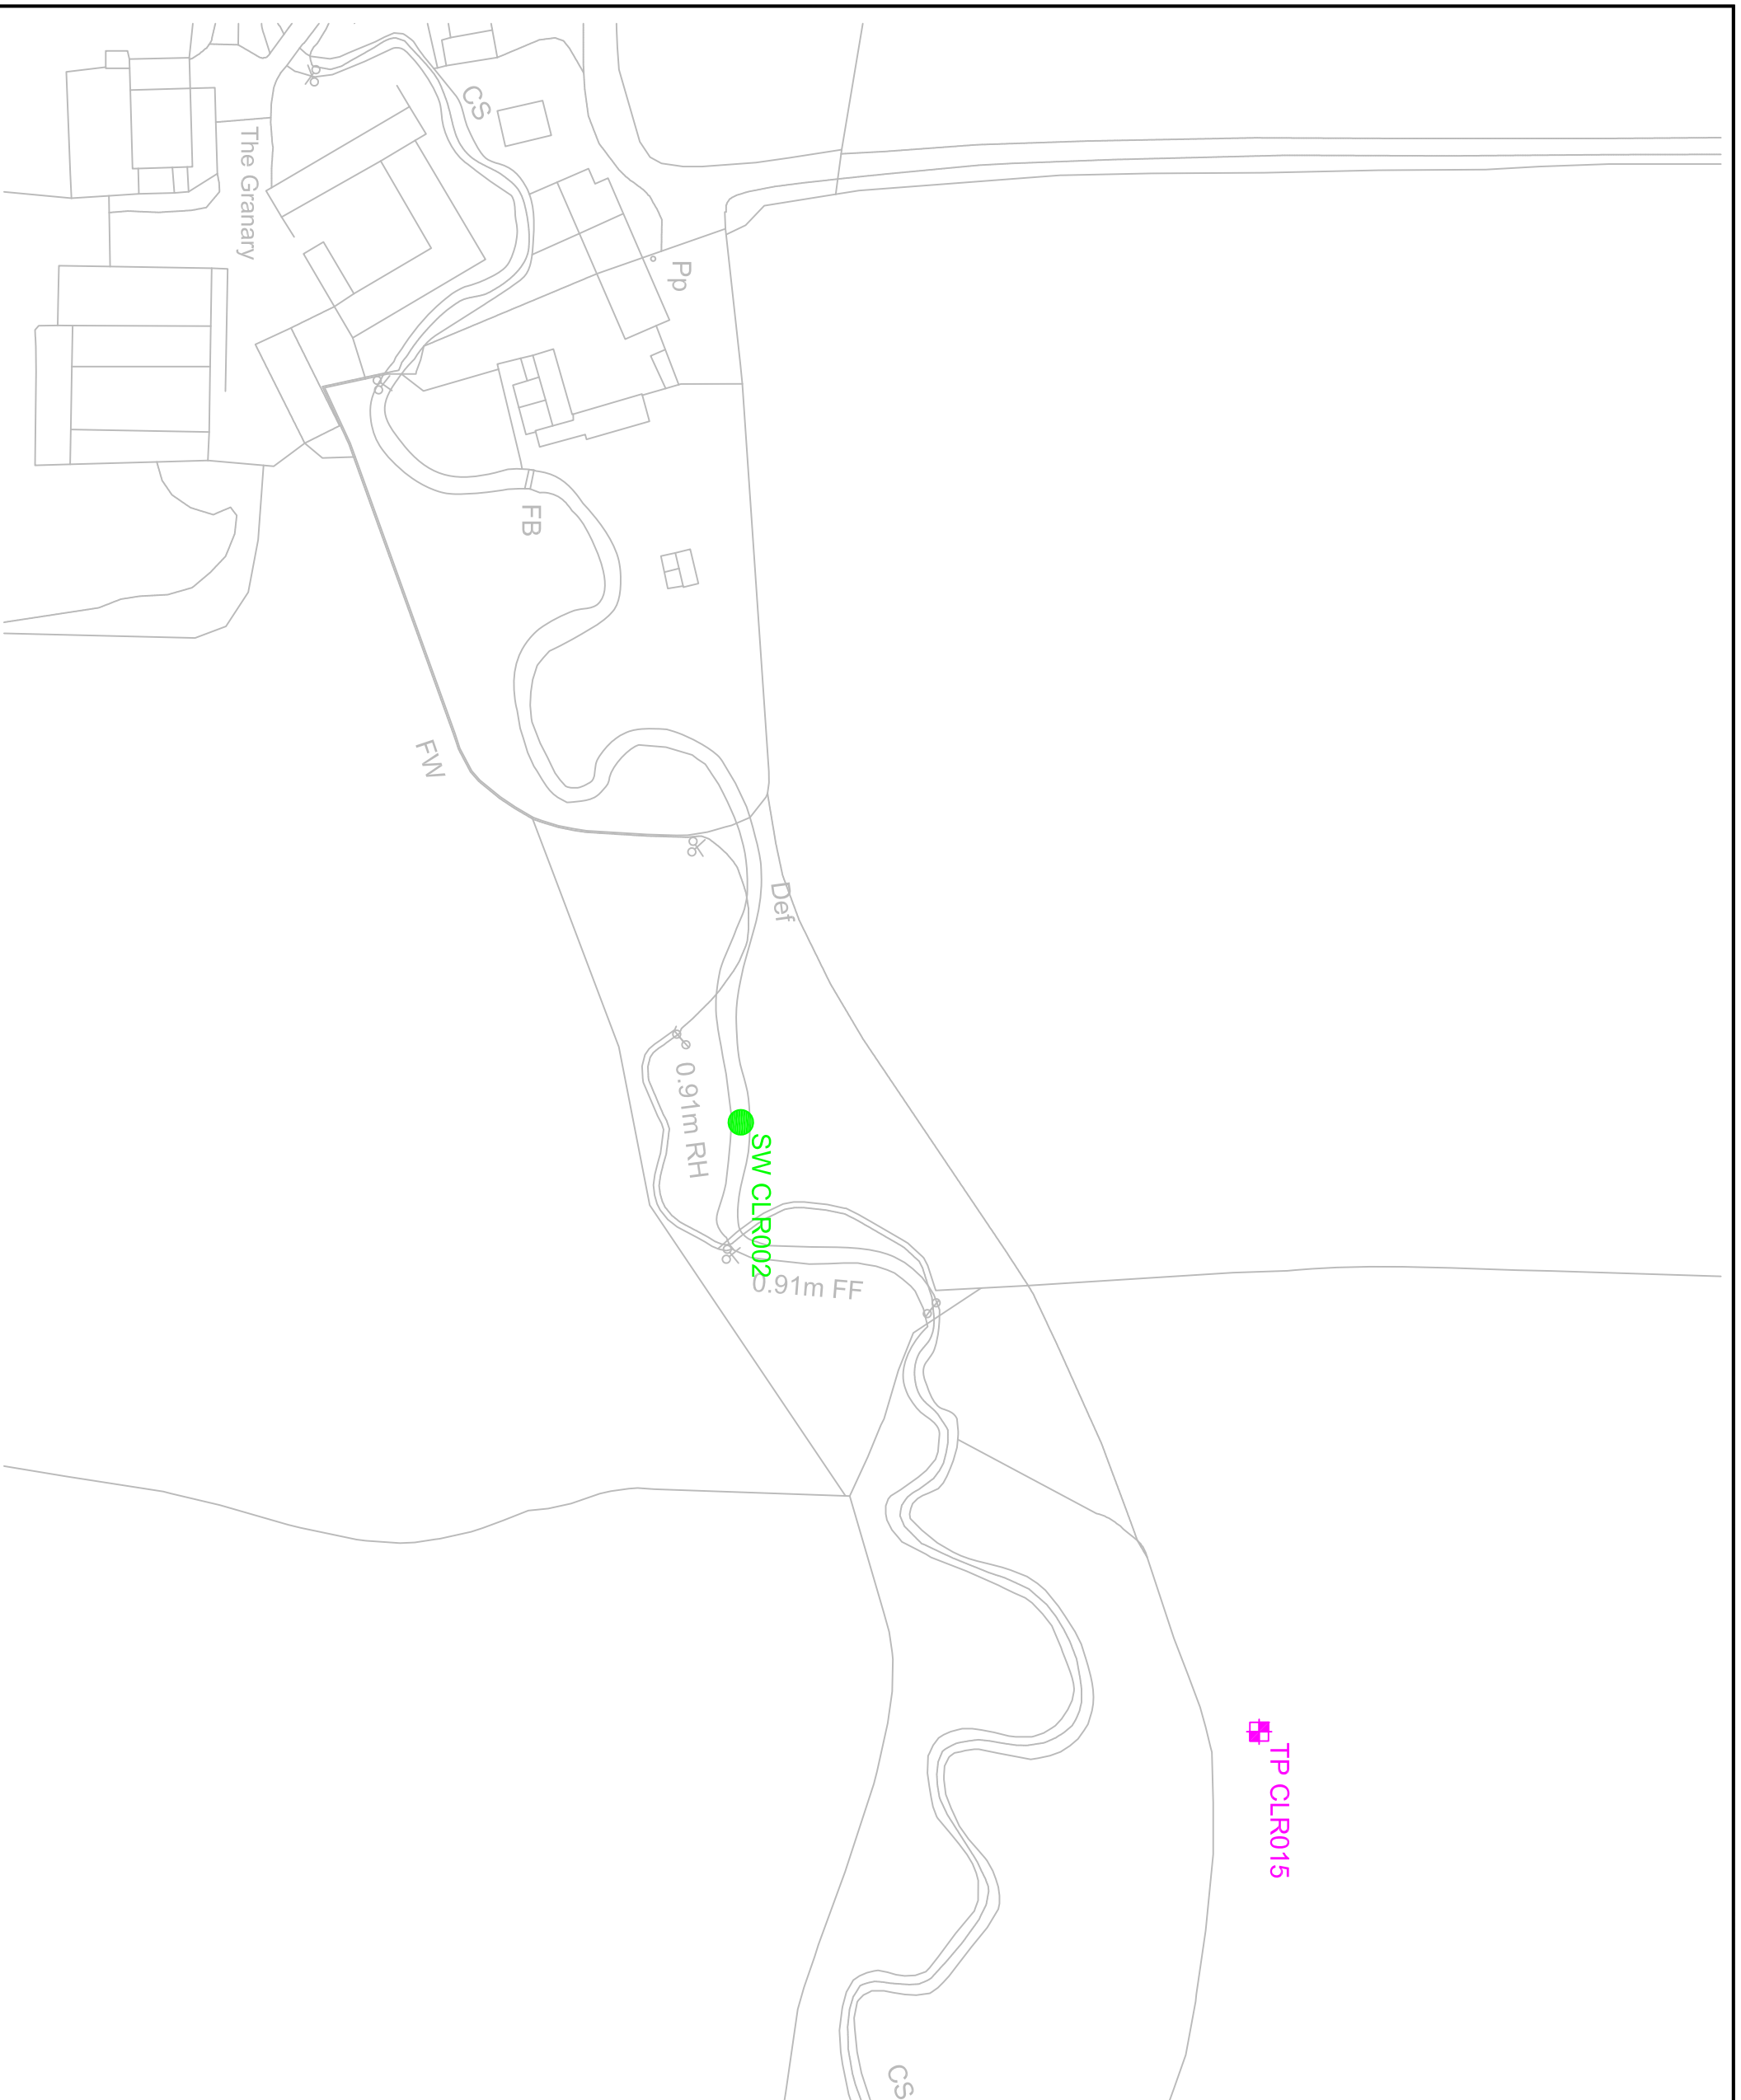 CS
The Granary
Pp
FB
FW
Def
0.91m RH
SW CLR002
0.91m FF
TP CLR015
CS